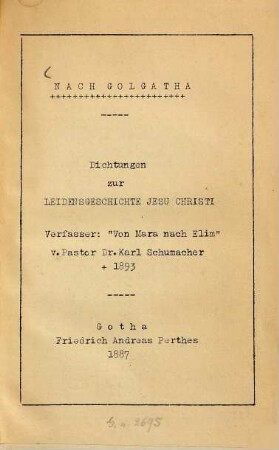 NACH GOLGATHA
++++++++++++++++++++++++
-----
Dichtungen
zur
LEIDENSGESCHICHTE JESU CHRISTI
Verfasser: "Von Mara nach Elim"
v. Pastor Dr. Karl Schumacher
+ 1893
-----
Gotha
Friedrich Andreas Perthes
1887
3695